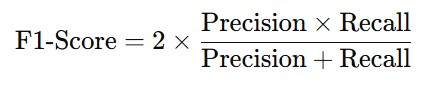 F1-Score = 2 × Precision × Recall / Precision + Recall